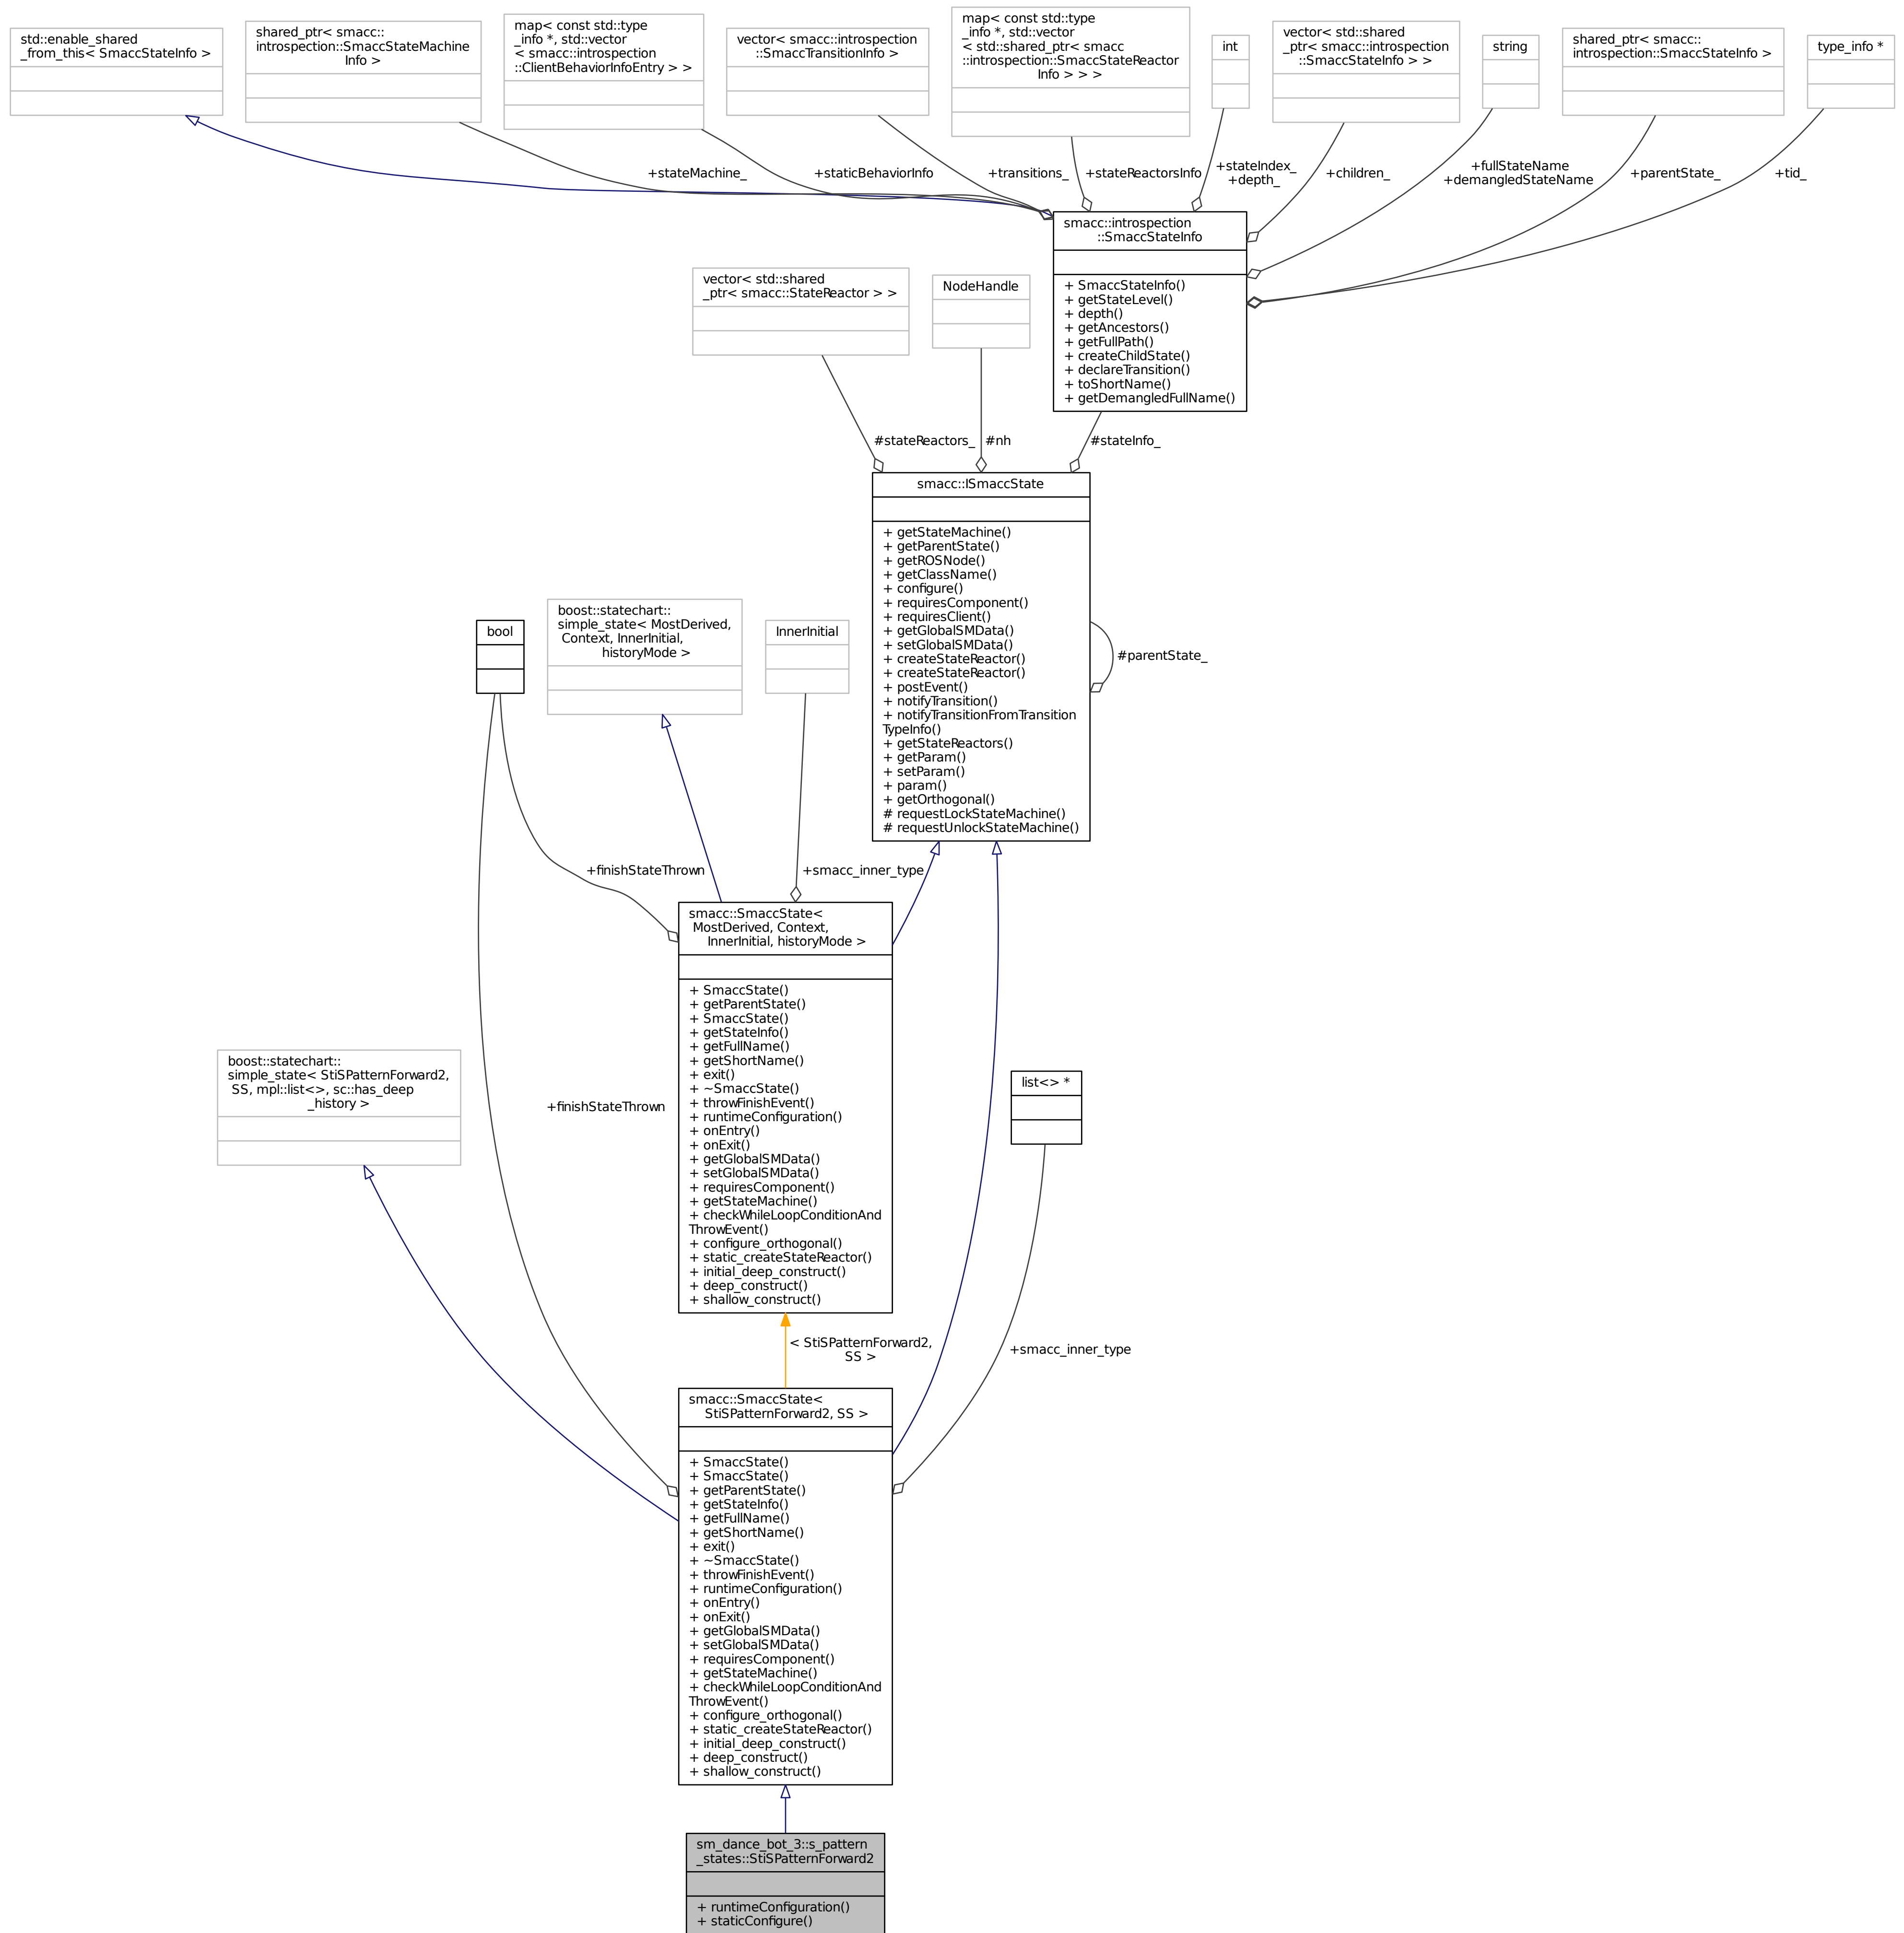 std::enable_shared
_from_this< SmaccStateInfo >
shared_ptr< smacc::
introspection::SmaccStateMachine
Info >
map< const std::type
_info *, std::vector
< smacc::introspection
::ClientBehaviorInfoEntry > >
vector< smacc::introspection
::SmaccTransitionInfo >
map< const std::type
_info *, std::vector
< std::shared_ptr< smacc
::introspection::SmaccStateReactor
Info > > >
int
vector< std::shared
_ptr< smacc::introspection
::SmaccStateInfo > >
string
shared_ptr< smacc::
introspection::SmaccStateInfo >
type_info *
+stateMachine_
+staticBehaviorInfo
+transitions_
+stateReactorsInfo
+stateIndex_
+depth_
+children_
+fullStateName
+demangledStateName
+parentState_
+tid_
smacc::introspection
::SmaccStateInfo
+ SmaccStateInfo()
+ getStateLevel()
+ depth()
+ getAncestors()
+ getFullPath()
+ createChildState()
+ declareTransition()
+ toShortName()
+ getDemangledFullName()
vector< std::shared
_ptr< smacc::StateReactor > >
NodeHandle
#stateReactors_
#nh
#stateInfo_
smacc::ISmaccState
+ getStateMachine()
+ getParentState()
+ getROSNode()
+ getClassName()
+ configure()
+ requiresComponent()
+ requiresClient()
+ getGlobalSMData()
+ setGlobalSMData()
+ createStateReactor()
+ createStateReactor()
+ postEvent()
+ notifyTransition()
+ notifyTransitionFromTransition
TypeInfo()
+ getStateReactors()
+ getParam()
+ setParam()
+ param()
+ getOrthogonal()
# requestLockStateMachine()
# requestUnlockStateMachine()
#parentState_
bool
boost::statechart::
simple_state< MostDerived,
Context, InnerInitial,
historyMode >
InnerInitial
+finishStateThrown
+smacc_inner_type
smacc::SmaccState<
MostDerived, Context,
InnerInitial, historyMode >
+ SmaccState()
+ getParentState()
+ SmaccState()
+ getStateInfo()
+ getFullName()
+ getShortName()
+ exit()
+ ~SmaccState()
+ throwFinishEvent()
+ runtimeConfiguration()
+ onEntry()
+ onExit()
+ getGlobalSMData()
+ setGlobalSMData()
+ requiresComponent()
+ getStateMachine()
+ checkWhileLoopConditionAnd
ThrowEvent()
+ configure_orthogonal()
+ static_createStateReactor()
+ initial_deep_construct()
+ deep_construct()
+ shallow_construct()
boost::statechart::
simple_state< StiSPatternForward2,
SS, mpl::list<>, sc::has_deep
_history >
+finishStateThrown
list<> *
< StiSPatternForward2,
SS >
+smacc_inner_type
smacc::SmaccState<
StiSPatternForward2, SS >
+ SmaccState()
+ SmaccState()
+ getParentState()
+ getStateInfo()
+ getFullName()
+ getShortName()
+ exit()
+ ~SmaccState()
+ throwFinishEvent()
+ runtimeConfiguration()
+ onEntry()
+ onExit()
+ getGlobalSMData()
+ setGlobalSMData()
+ requiresComponent()
+ getStateMachine()
+ checkWhileLoopConditionAnd
ThrowEvent()
+ configure_orthogonal()
+ static_createStateReactor()
+ initial_deep_construct()
+ deep_construct()
+ shallow_construct()
sm_dance_bot_3::s_pattern
_states::StiSPatternForward2
+ runtimeConfiguration()
+ staticConfigure()